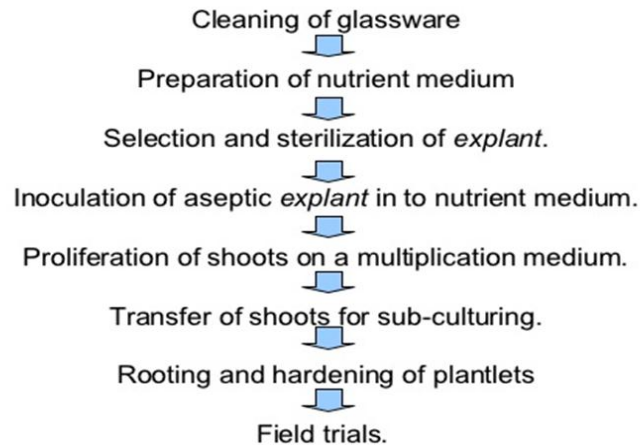 Cleaning of glassware
Preparation of nutrient medium
Selection and sterilization of explant.
Inoculation of aseptic explant in to nutrient medium.
Proliferation of shoots on a multiplication medium.
Transfer of shoots for sub-culturing.
Rooting and hardening of plantlets
Field trials.